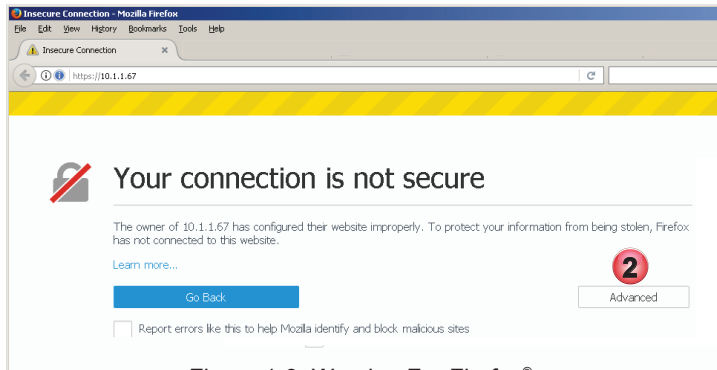 Insecure Connection - Mozilla Firefox
File Edit View History Bookmarks Tools Help
Insecure Connection ×
https://10.1.1.67
Your connection is not secure
The owner of 10.1.1.67 has configured their website improperly. To protect your information from being stolen, Firefox
has not connected to this website.
Learn more...
2
Go Back Advanced
Report errors like this to help Mozilla identify and block malicious sites